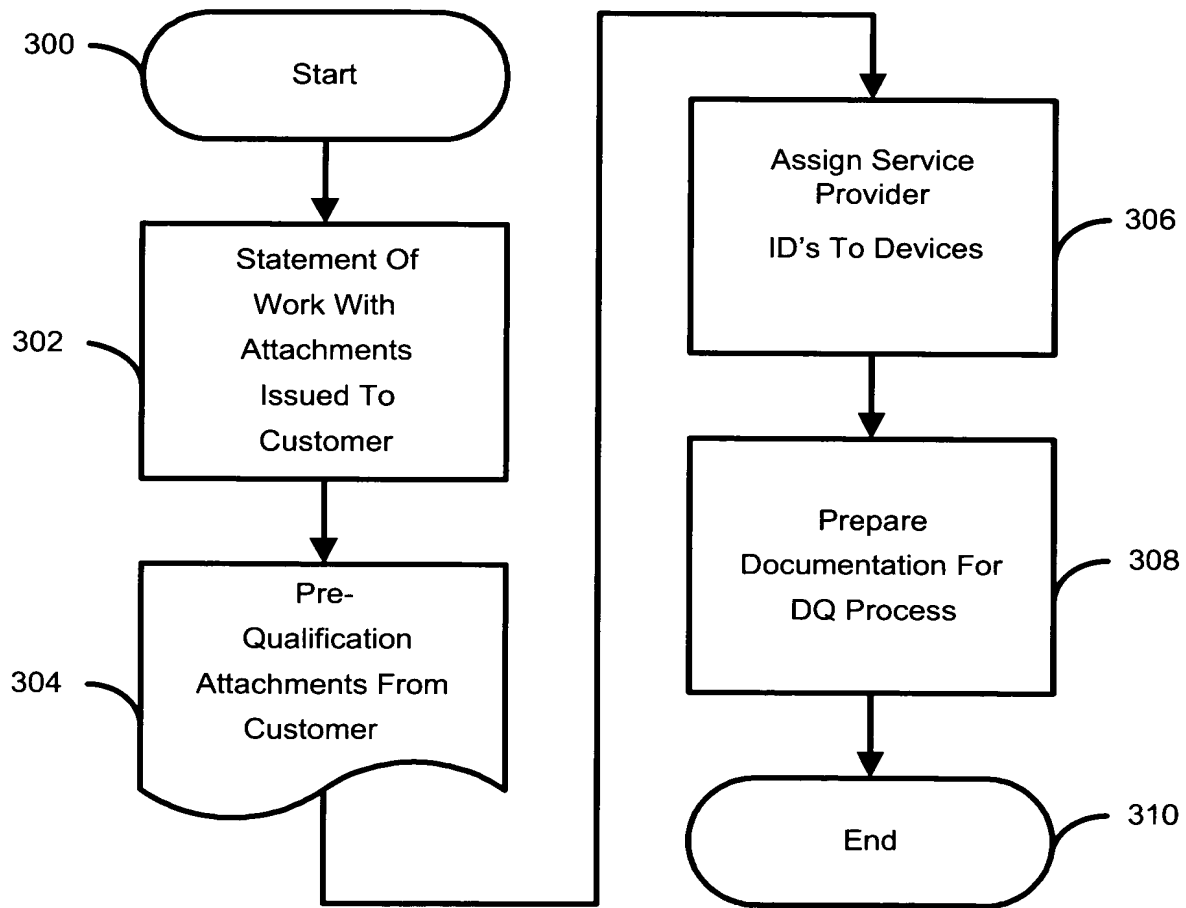 300
Start
302
Statement Of
Work With
Attachments
Issued To
Customer
304
Pre-
Qualification
Attachments From
Customer
Assign Service
Provider
ID's To Devices
306
Prepare
Documentation For
DQ Process
308
End
310